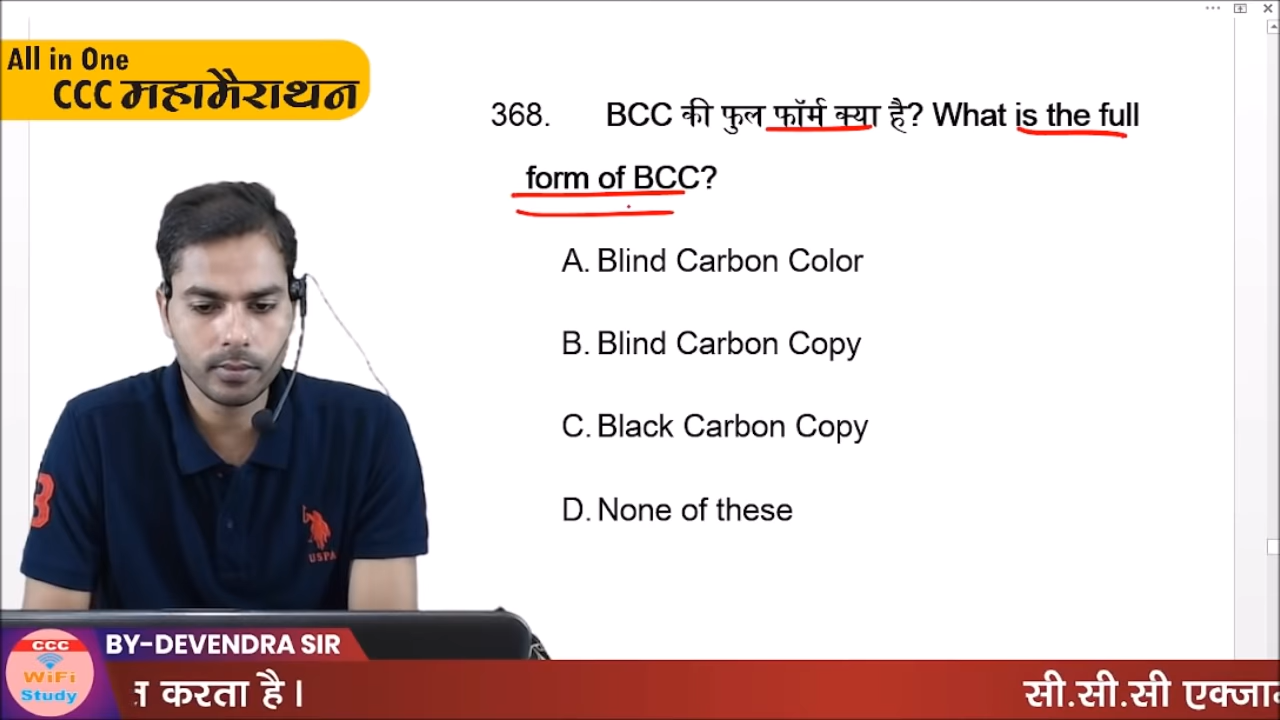 All in One
CCC महामैराथन
368. BCC की फुल फॉर्म क्या है? What is the full
form of BCC?
A. Blind Carbon Color
B. Blind Carbon Copy
C. Black Carbon Copy
D. None of these
3
USPA
BY-DEVENDRA SIR
CCC
WiFi
Study
करता है।
सी.सी.सी